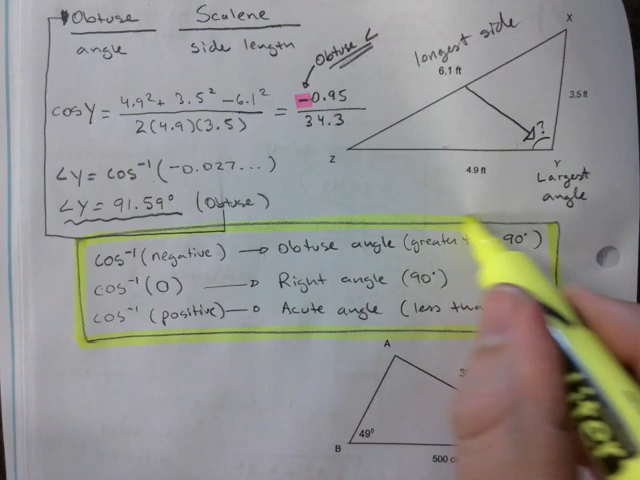 Obtuse Scalene
angle side length
Obtuse ∠
cosY = 4.9² + 3.5² - 6.1² / 2(4.9)(3.5) = -0.95 / 34.3
∠Y = cos⁻¹(-0.027...)
∠Y = 91.59° (Obtuse)
longest side
6.1 ft
X
3.5 ft
?
Z
Y
4.9 ft
Largest
angle
cos⁻¹(negative) → Obtuse angle (greater 90°)
cos⁻¹(0) → Right angle (90°)
cos⁻¹(positive) → Acute angle (less
A
49°
B
500